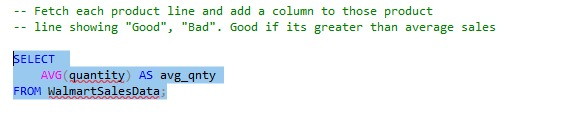 -- Fetch each product line and add a column to those product
-- line showing "Good", "Bad". Good if its greater than average sales
SELECT
AVG(quantity) AS avg_qnty
FROM WalmartSalesData;